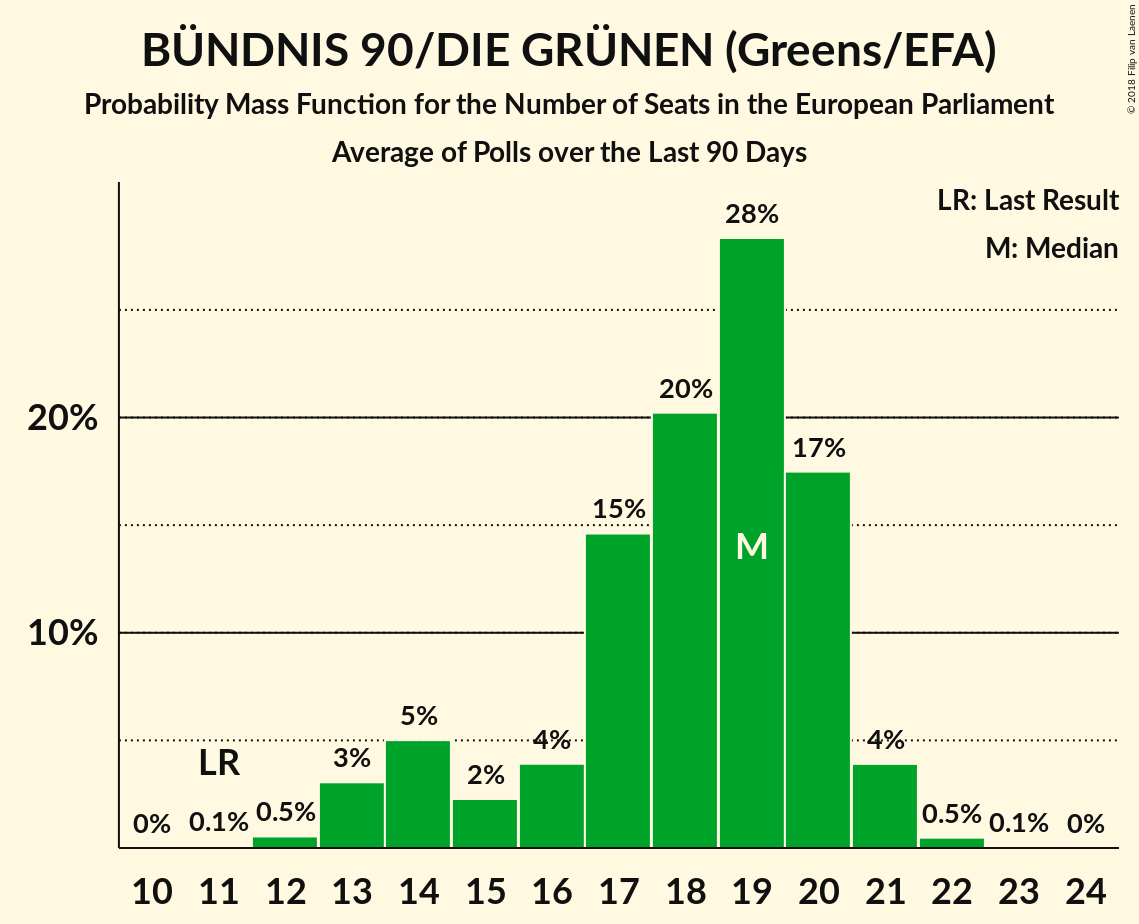 BÜNDNIS 90/DIE GRÜNEN (Greens/EFA)
Probability Mass Function for the Number of Seats in the European Parliament
Average of Polls over the Last 90 Days
© 2018 Filip van Laenen
LR: Last Result
M: Median
20%
10%
0%
0.1%
0.5%
3%
5%
2%
4%
15%
20%
28%
17%
4%
0.5%
0.1%
0%
LR
M
10 11 12 13 14 15 16 17 18 19 20 21 22 23 24